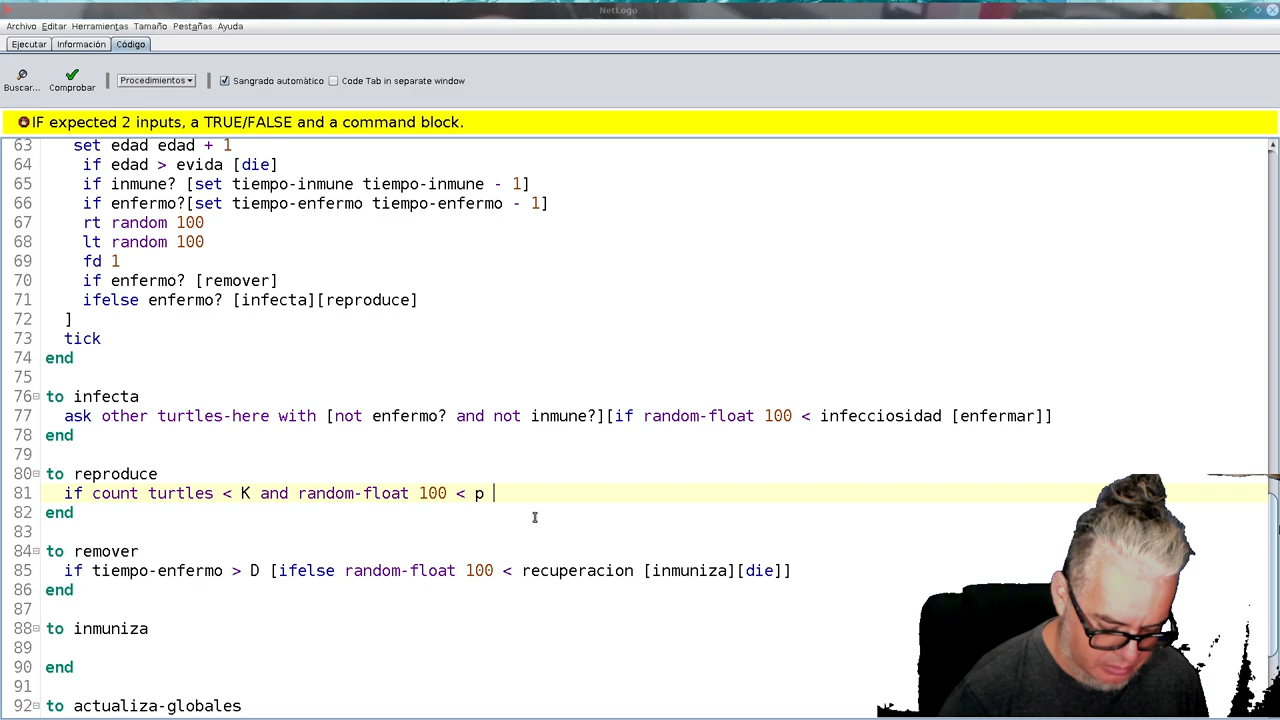 NetLogo
Archivo Editar Herramientas Tamaño Pestañas Ayuda
Ejecutar Información Código
Buscar... Comprobar Procedimientos Sangrado automático Code Tab in separate window
IF expected 2 inputs, a TRUE/FALSE and a command block.
63 set edad edad + 1
64 if edad > evida [die]
65 if inmune? [set tiempo-inmune tiempo-inmune - 1]
66 if enfermo?[set tiempo-enfermo tiempo-enfermo - 1]
67 rt random 100
68 lt random 100
69 fd 1
70 if enfermo? [remover]
71 ifelse enfermo? [infecta][reproduce]
72 ]
73 tick
74 end
75
76 to infecta
77 ask other turtles-here with [not enfermo? and not inmune?][if random-float 100 < infecciosidad [enfermar]]
78 end
79
80 to reproduce
81 if count turtles < K and random-float 100 < p
82 end
83
84 to remover
85 if tiempo-enfermo > D [ifelse random-float 100 < recuperacion [inmuniza][die]]
86 end
87
88 to inmuniza
89
90 end
91
92 to actualiza-globales